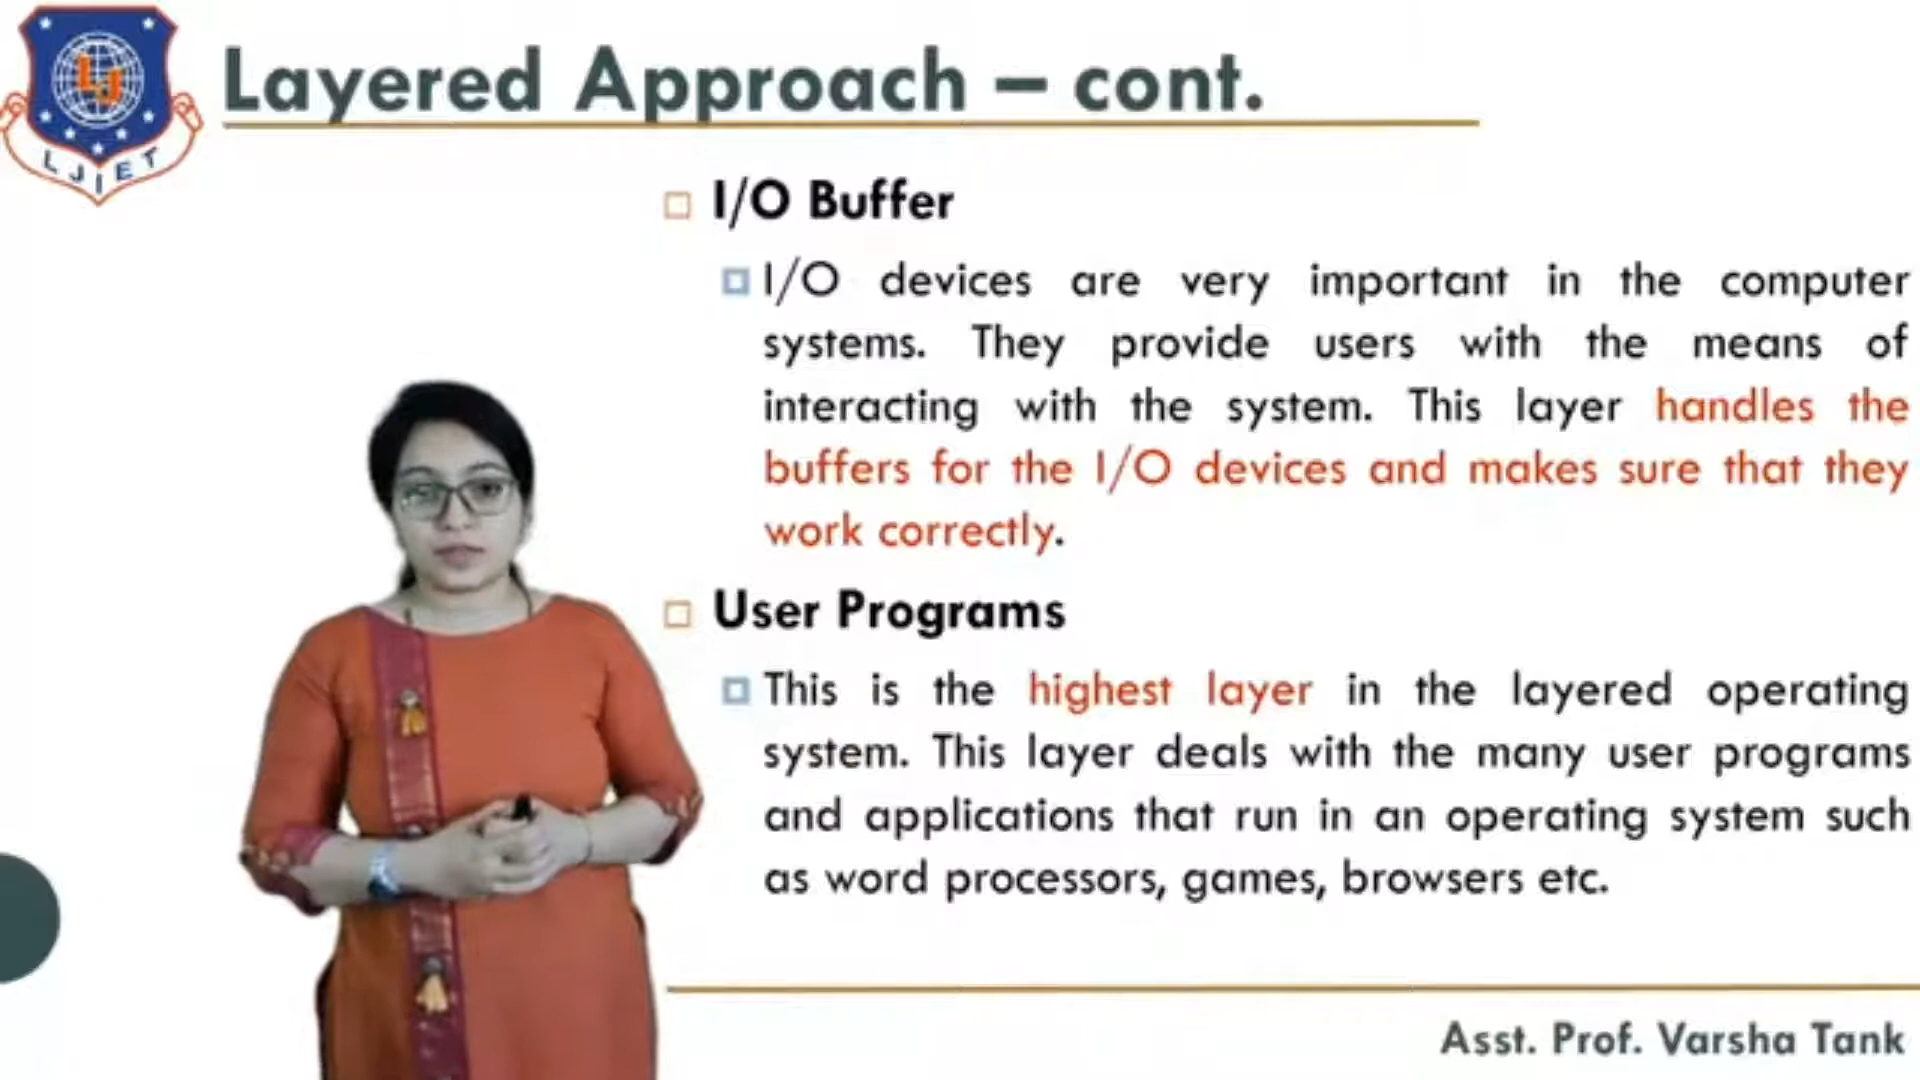 LJIET
Layered Approach – cont.
I/O Buffer
I/O devices are very important in the computer
systems. They provide users with the means of
interacting with the system. This layer handles the
buffers for the I/O devices and makes sure that they
work correctly.
User Programs
This is the highest layer in the layered operating
system. This layer deals with the many user programs
and applications that run in an operating system such
as word processors, games, browsers etc.
Asst. Prof. Varsha Tank